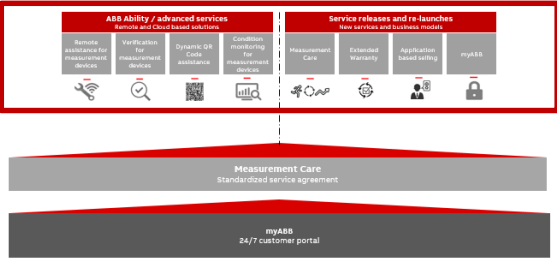 ABB Ability / advanced services
Remote and Cloud based solutions
Remote
assistance for
measurement
devices
Verification
for
measurement
devices
Dynamic QR
Code
assistance
Condition
monitoring
for
measurement
devices
Service releases and re-launches
New services and business models
Measurement
Care
Extended
Warranty
Application
based selling
myABB
Measurement Care
Standardized service agreement
myABB
24/7 customer portal